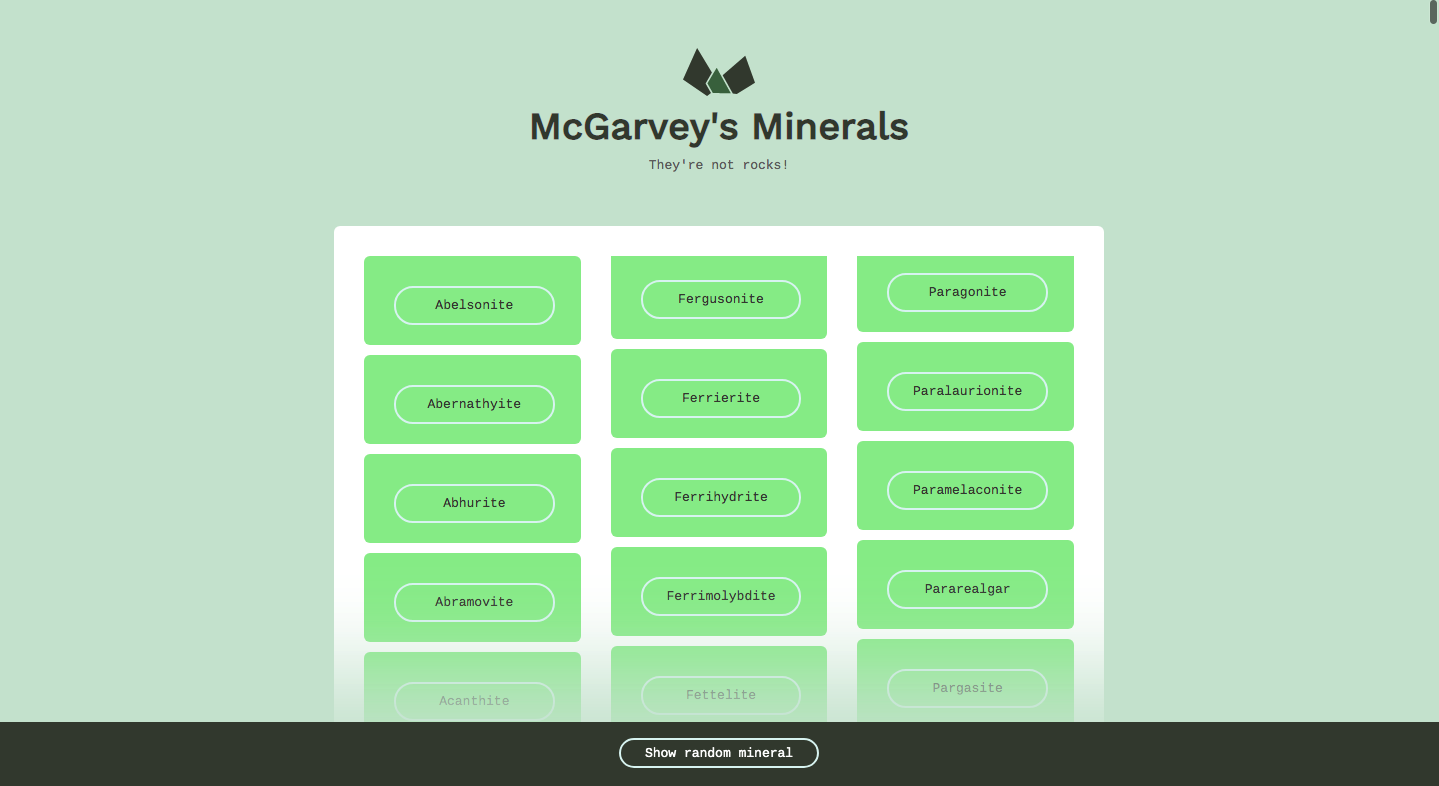 McGarvey's Minerals
They're not rocks!
Abelsonite
Abernathyite
Abhurite
Abramovite
Acanthite
Fergusonite
Ferrierite
Ferrihydrite
Ferrimolybdite
Fettelite
Paragonite
Paralaurionite
Paramelaconite
Pararealgar
Pargasite
Show random mineral